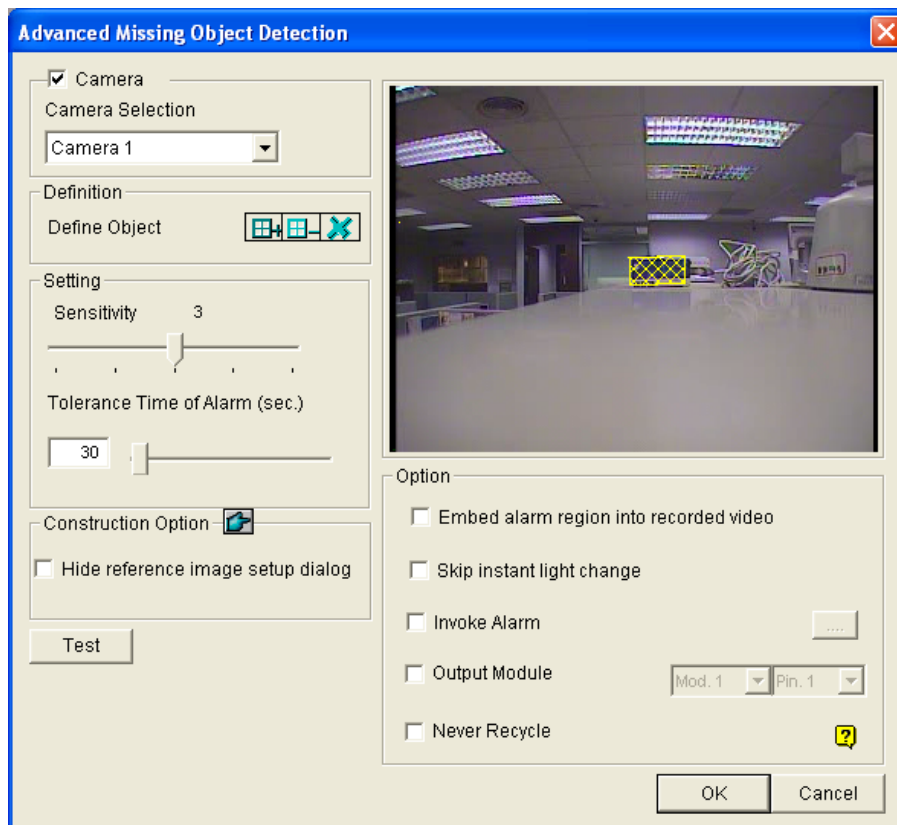 Advanced Missing Object Detection
Camera
Camera Selection
Camera 1
Definition
Define Object
Setting
Sensitivity 3
Tolerance Time of Alarm (sec.)
30
Construction Option
Hide reference image setup dialog
Test
Option
Embed alarm region into recorded video
Skip instant light change
Invoke Alarm
....
Output Module
Mod. 1
Pin. 1
Never Recycle
?
OK
Cancel